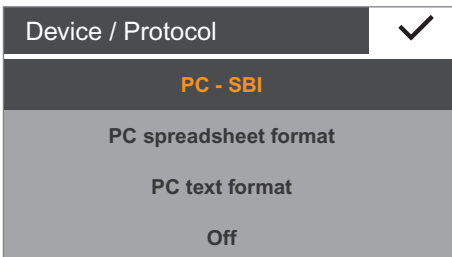 Device / Protocol
PC - SBI
PC spreadsheet format
PC text format
Off